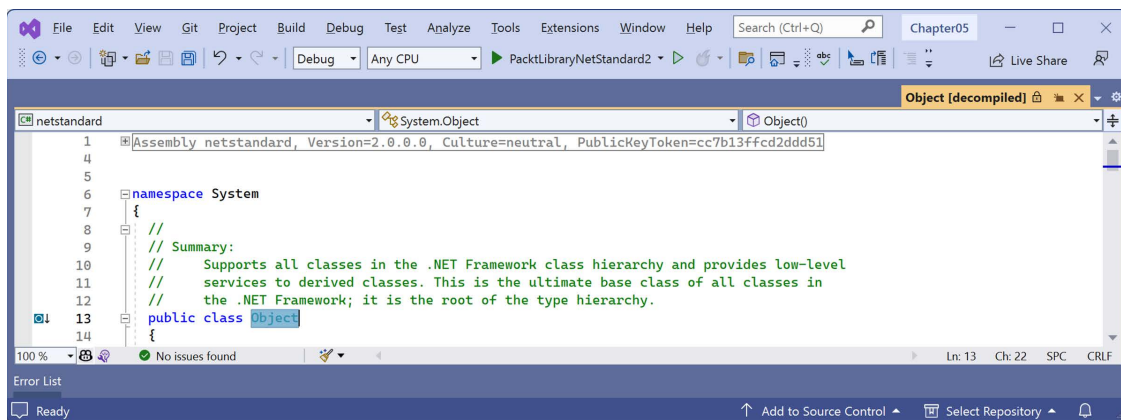 File Edit View Git Project Build Debug Test Analyze Tools Extensions Window Help Search (Ctrl+Q) Chapter05
Debug Any CPU PacktLibraryNetStandard2 abc Live Share
Object [decompiled]
C# netstandard System.Object Object()
1 Assembly netstandard, Version=2.0.0.0, Culture=neutral, PublicKeyToken=cc7b13ffcd2ddd51
4
5
6 namespace System
7 {
8 //
9 // Summary:
10 // Supports all classes in the .NET Framework class hierarchy and provides low-level
11 // services to derived classes. This is the ultimate base class of all classes in
12 // the .NET Framework; it is the root of the type hierarchy.
13 public class Object
14 {
100 % No issues found Ln: 13 Ch: 22 SPC CRLF
Error List
Ready Add to Source Control Select Repository